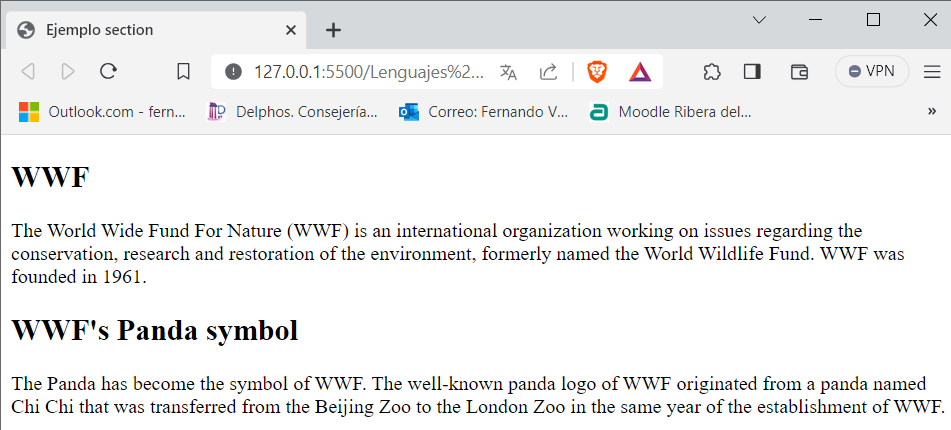 Ejemplo section
127.0.0.1:5500/Lenguajes%2...
VPN
Outlook.com - fern...
Delphos. Consejería...
Correo: Fernando V...
Moodle Ribera del...
WWF
The World Wide Fund For Nature (WWF) is an international organization working on issues regarding the
conservation, research and restoration of the environment, formerly named the World Wildlife Fund. WWF was
founded in 1961.
WWF's Panda symbol
The Panda has become the symbol of WWF. The well-known panda logo of WWF originated from a panda named
Chi Chi that was transferred from the Beijing Zoo to the London Zoo in the same year of the establishment of WWF.